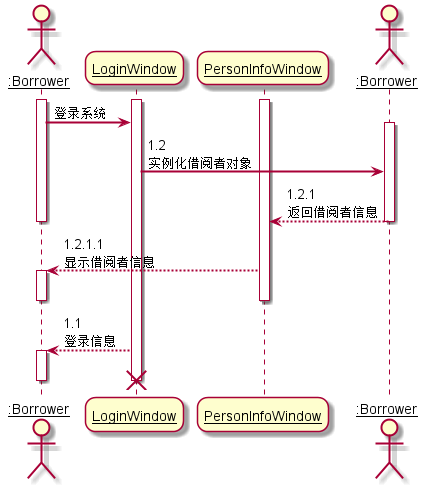 :Borrower
LoginWindow
PersonInfoWindow
:Borrower
登录系统
1.2
实例化借阅者对象
1.2.1
返回借阅者信息
1.2.1.1
显示借阅者信息
1.1
登录信息
:Borrower
LoginWindow
PersonInfoWindow
:Borrower